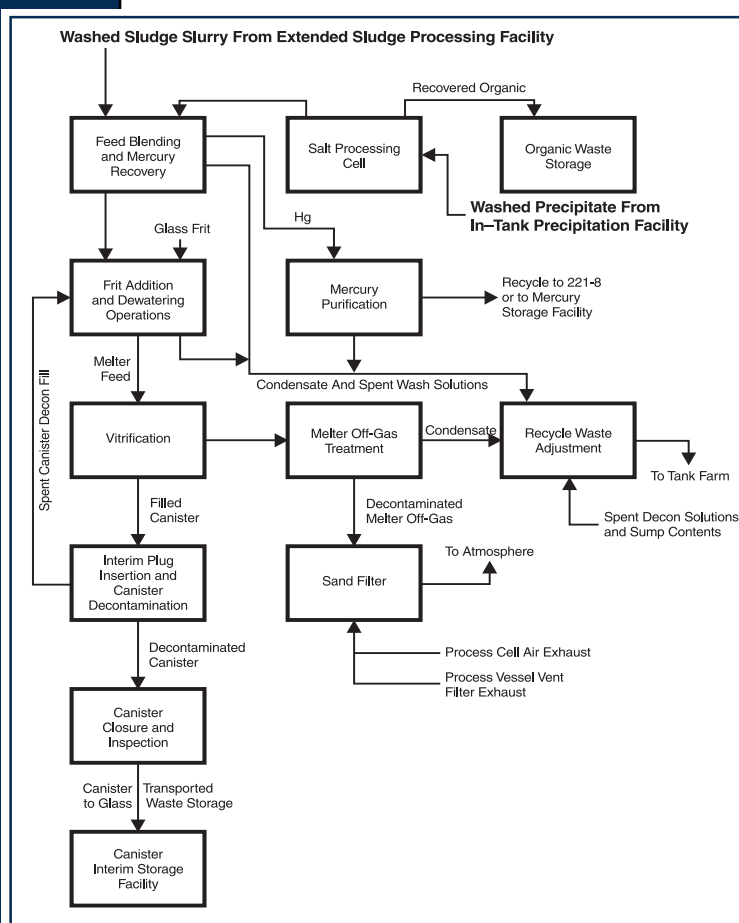 Washed Sludge Slurry From Extended Sludge Processing Facility
Recovered Organic
Feed Blending
and Mercury
Recovery
Salt Processing
Cell
Organic Waste
Storage
Washed Precipitate From
In–Tank Precipitation Facility
Glass Frit
Hg
Frit Addition
and Dewatering
Operations
Mercury
Purification
Recycle to 221-8
or to Mercury
Storage Facility
Melter
Feed
Condensate And Spent Wash Solutions
Spent Canister Decon Fill
Vitrification
Melter Off-Gas
Treatment
Condensate
Recycle Waste
Adjustment
To Tank Farm
Filled
Canister
Decontaminated
Melter Off-Gas
Spent Decon Solutions
and Sump Contents
Interim Plug
Insertion and
Canister
Decontamination
Sand Filter
To Atmosphere
Decontaminated
Canister
Process Cell Air Exhaust
Process Vessel Vent
Filter Exhaust
Canister
Closure and
Inspection
Canister
to Glass
Transported
Waste Storage
Canister
Interim Storage
Facility